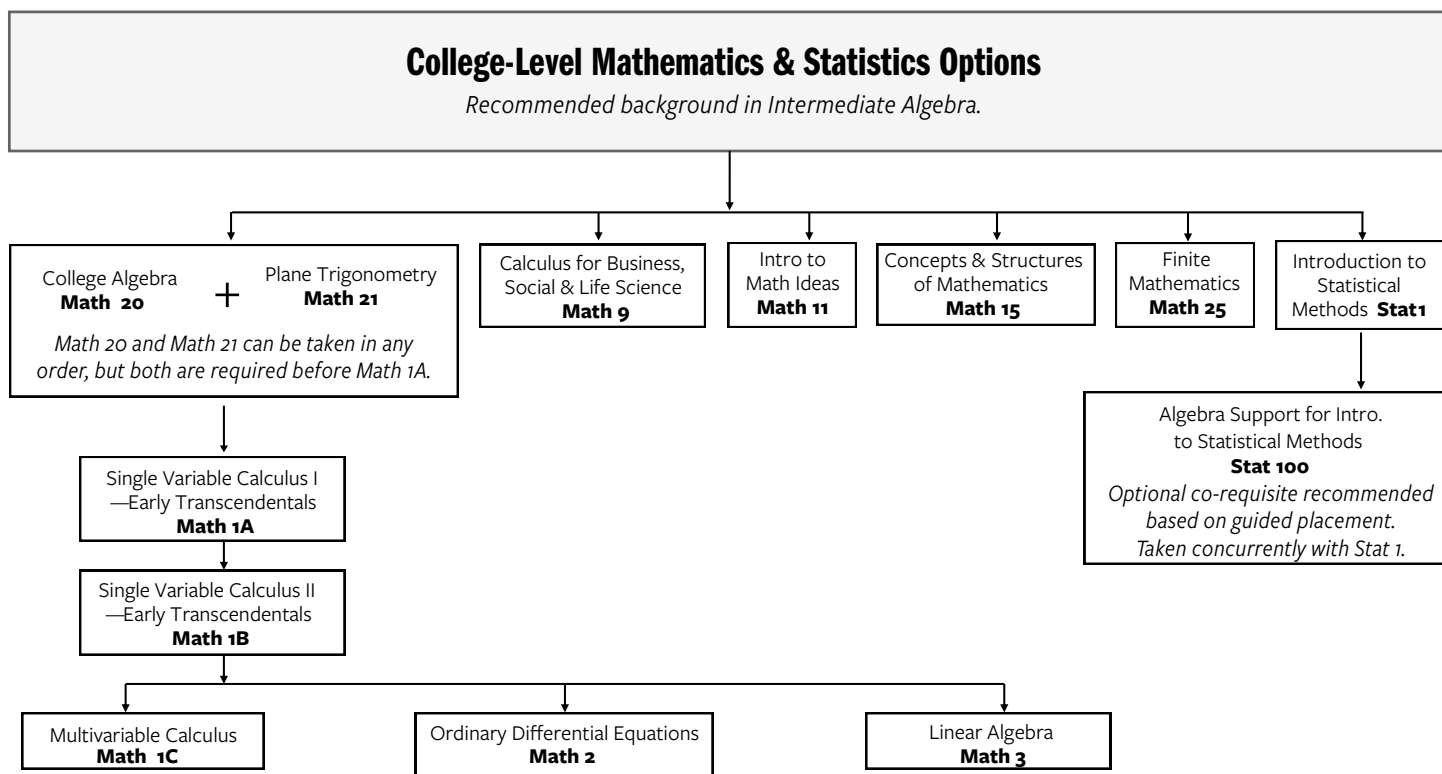 College-Level Mathematics & Statistics Options
Recommended background in Intermediate Algebra.
College Algebra
Math 20
+
Plane Trigonometry
Math 21
Math 20 and Math 21 can be taken in any
order, but both are required before Math 1A.
Calculus for Business,
Social & Life Science
Math 9
Intro to
Math Ideas
Math 11
Concepts & Structures
of Mathematics
Math 15
Finite
Mathematics
Math 25
Introduction to
Statistical
Methods Stat1
Algebra Support for Intro.
to Statistical Methods
Stat 100
Optional co-requisite recommended
based on guided placement.
Taken concurrently with Stat 1.
Single Variable Calculus I
—Early Transcendentals
Math 1A
Single Variable Calculus II
—Early Transcendentals
Math 1B
Multivariable Calculus
Math 1C
Ordinary Differential Equations
Math 2
Linear Algebra
Math 3